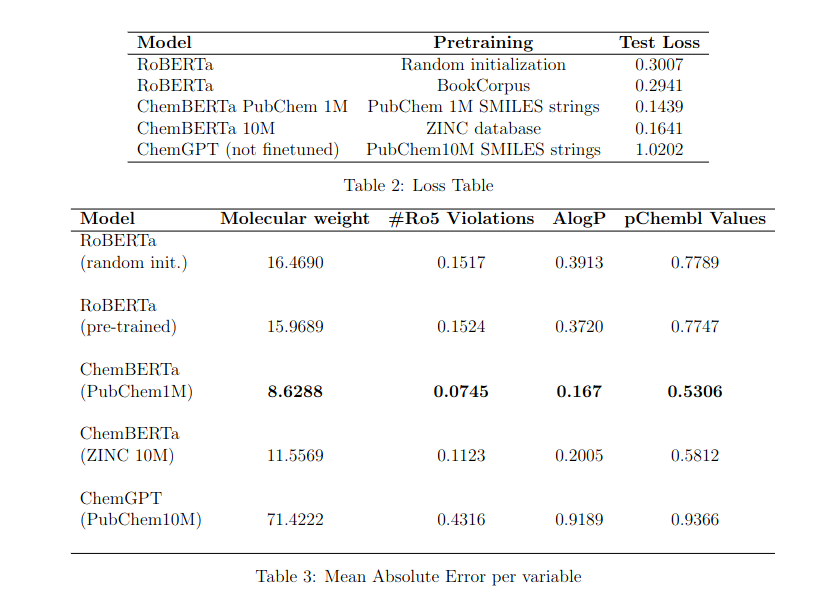 Model Pretraining Test Loss
RoBERTa Random initialization 0.3007
RoBERTa BookCorpus 0.2941
ChemBERTa PubChem 1M PubChem 1M SMILES strings 0.1439
ChemBERTa 10M ZINC database 0.1641
ChemGPT (not finetuned) PubChem10M SMILES strings 1.0202
Table 2: Loss Table
Model Molecular weight #Ro5 Violations AlogP pChembl Values
RoBERTa
(random init.) 16.4690 0.1517 0.3913 0.7789
RoBERTa
(pre-trained) 15.9689 0.1524 0.3720 0.7747
ChemBERTa
(PubChem1M) 8.6288 0.0745 0.167 0.5306
ChemBERTa
(ZINC 10M) 11.5569 0.1123 0.2005 0.5812
ChemGPT
(PubChem10M) 71.4222 0.4316 0.9189 0.9366
Table 3: Mean Absolute Error per variable